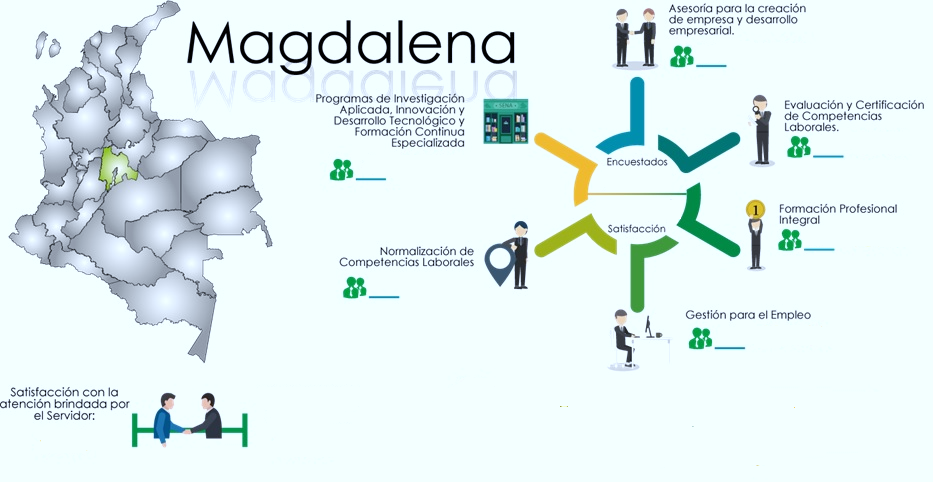 Magdalena
Asesoría para la creación
de empresa y desarrollo
empresarial.
Programas de Investigación
Aplicada, Innovación y
Desarrollo Tecnológico y
Formación Continua
Especializada
SENA
Evaluación y Certificación
de Competencias
Laborales.
Encuestados
1
Formación Profesional
Integral
Satisfacción
Normalización de
Competencias Laborales
Gestión para el Empleo
Satisfacción con la
atención brindada por
el Servidor: